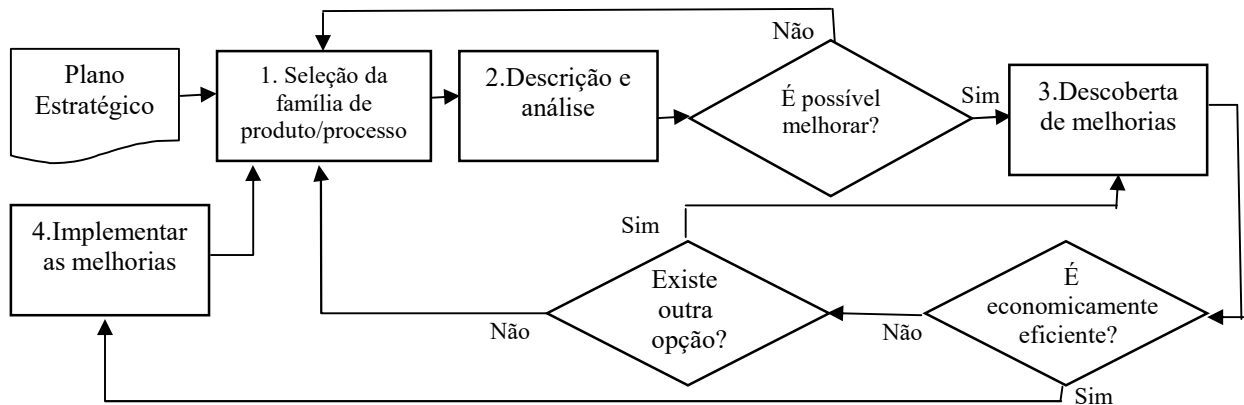 Plano
Estratégico
1. Seleção da
família de
produto/processo
2.Descrição e
análise
Não
É possível
melhorar?
Sim
3.Descoberta
de melhorias
4.Implementar
as melhorias
Sim
Existe
outra
opção?
Não
É
economicamente
eficiente?
Não
Sim